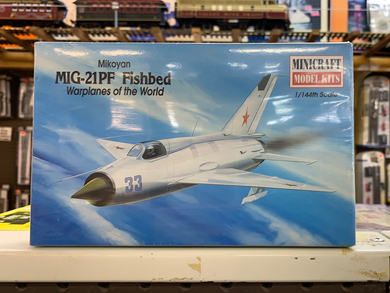 Mikoyan
MIG-21PF Fishbed
Warplanes of the World
MINICRAFT
MODEL KITS
1/144th Scale
33